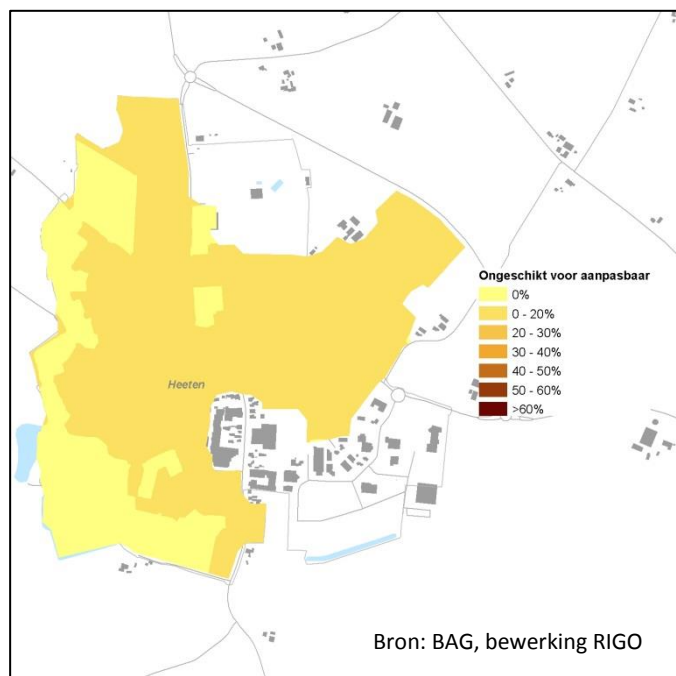 Ongeschikt voor aanpasbaar
0%
0 - 20%
20 - 30%
30 - 40%
40 - 50%
50 - 60%
>60%
Heeten
Bron: BAG, bewerking RIGO